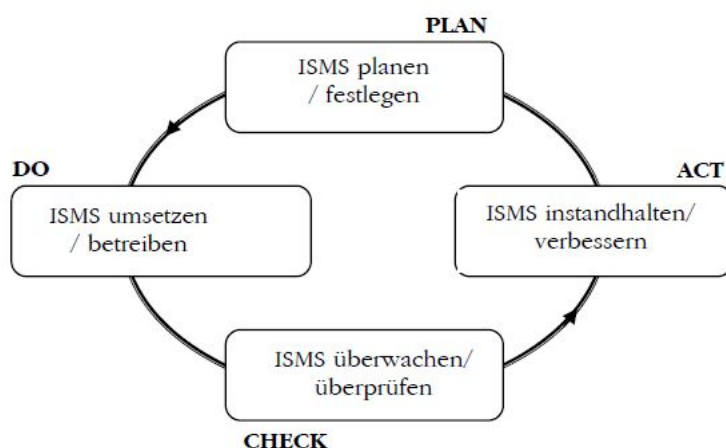 PLAN
ISMS planen
/ festlegen
DO
ISMS umsetzen
/ betreiben
ACT
ISMS instandhalten/
verbessern
ISMS überwachen/
überprüfen
CHECK